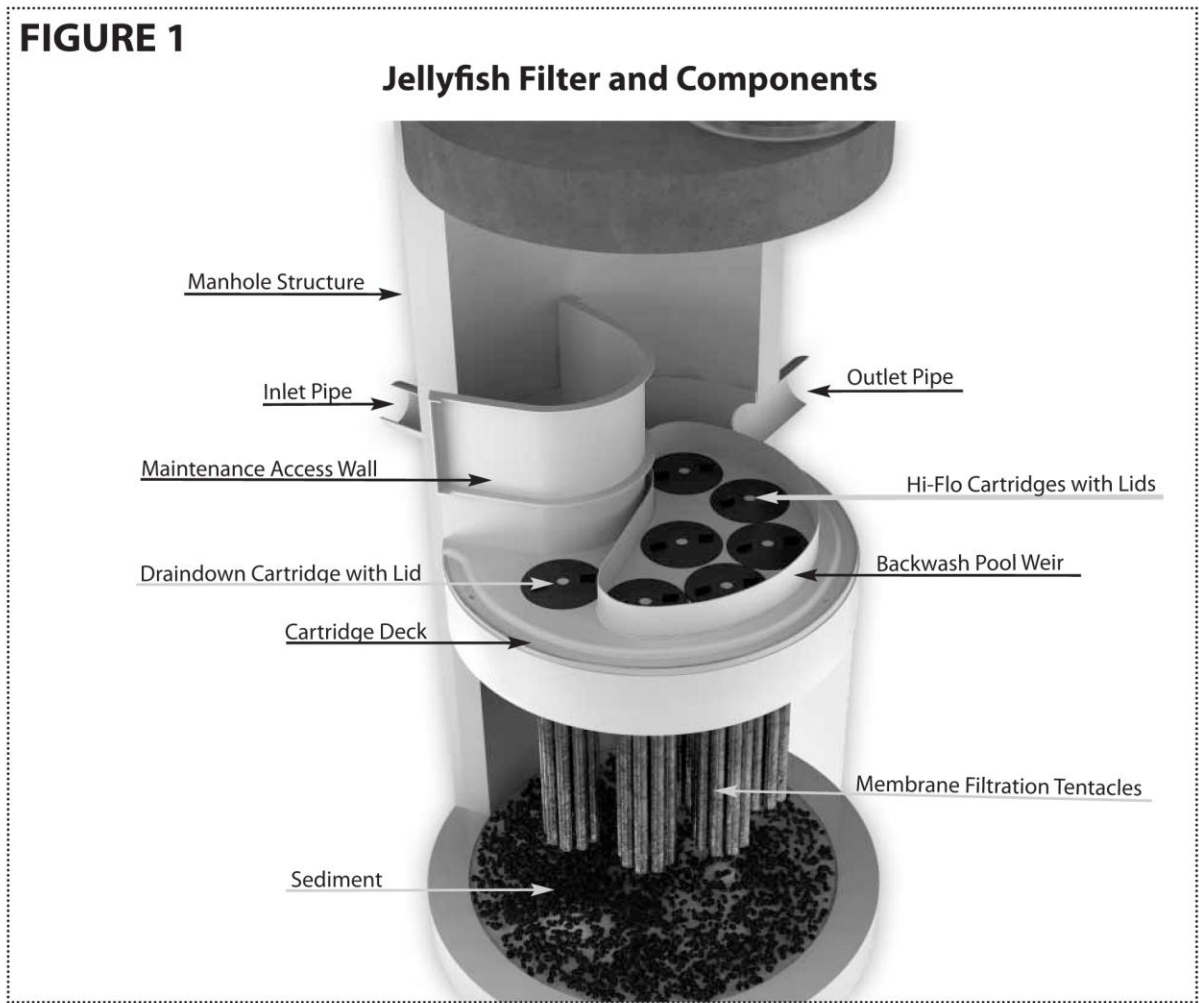 FIGURE 1
Jellyfish Filter and Components
Manhole Structure
Inlet Pipe
Outlet Pipe
Maintenance Access Wall
Hi-Flo Cartridges with Lids
Draindown Cartridge with Lid
Backwash Pool Weir
Cartridge Deck
Membrane Filtration Tentacles
Sediment